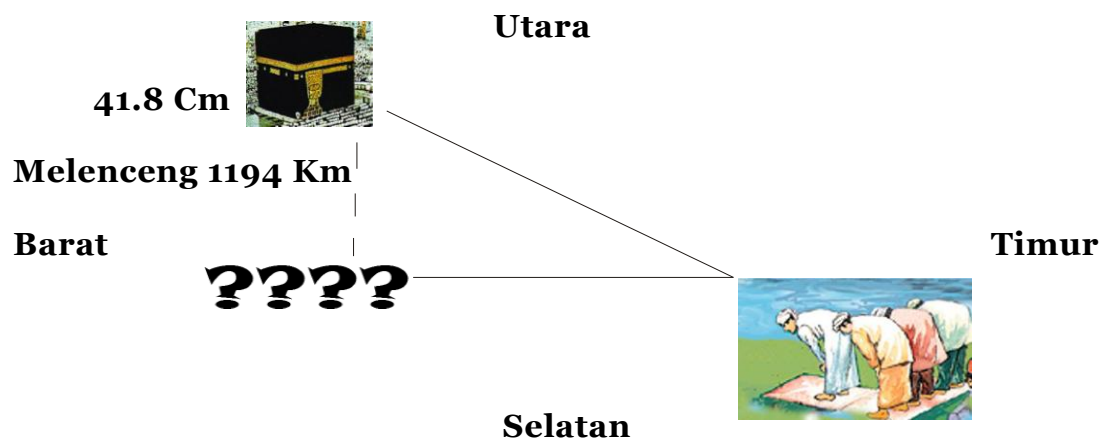 Utara
41.8 Cm
Melenceng 1194 Km
Barat
Timur
????
Selatan